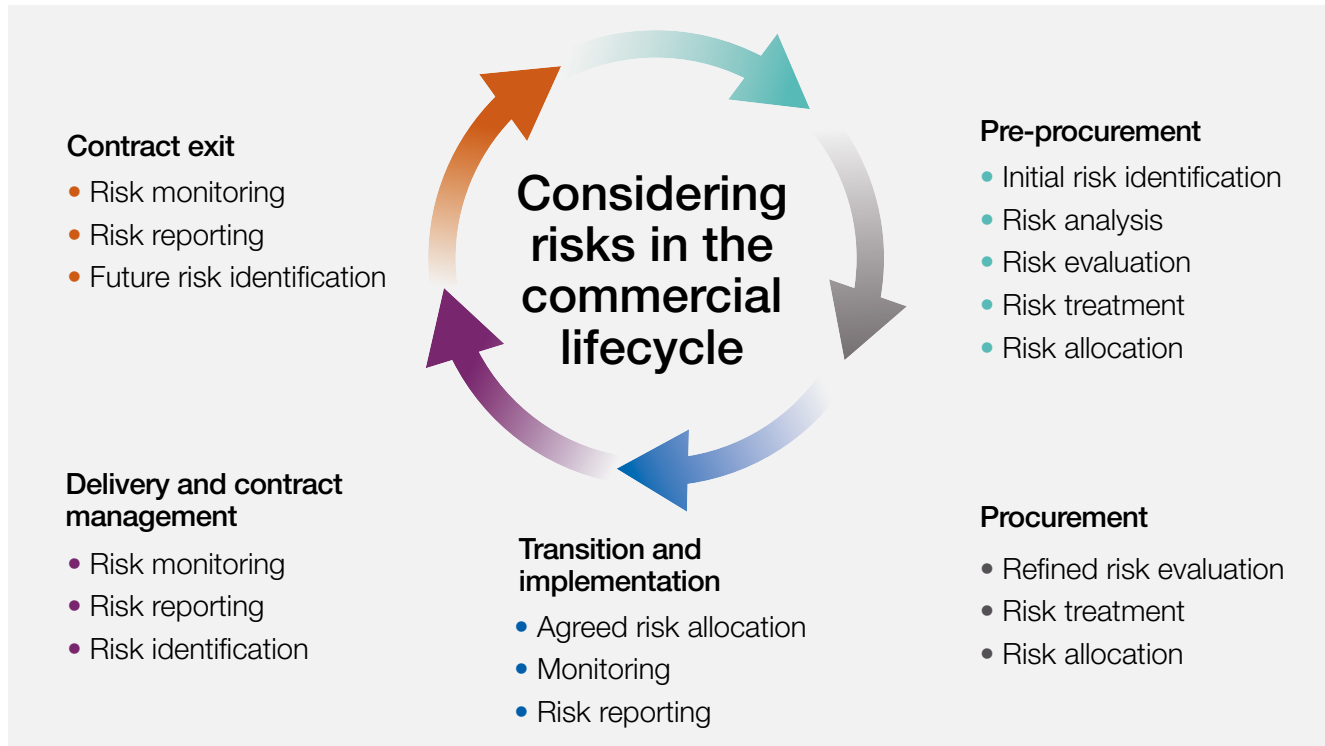 Considering
risks in the
commercial
lifecycle
Pre-procurement
• Initial risk identification
• Risk analysis
• Risk evaluation
• Risk treatment
• Risk allocation
Procurement
• Refined risk evaluation
• Risk treatment
• Risk allocation
Transition and
implementation
• Agreed risk allocation
• Monitoring
• Risk reporting
Delivery and contract
management
• Risk monitoring
• Risk reporting
• Risk identification
Contract exit
• Risk monitoring
• Risk reporting
• Future risk identification